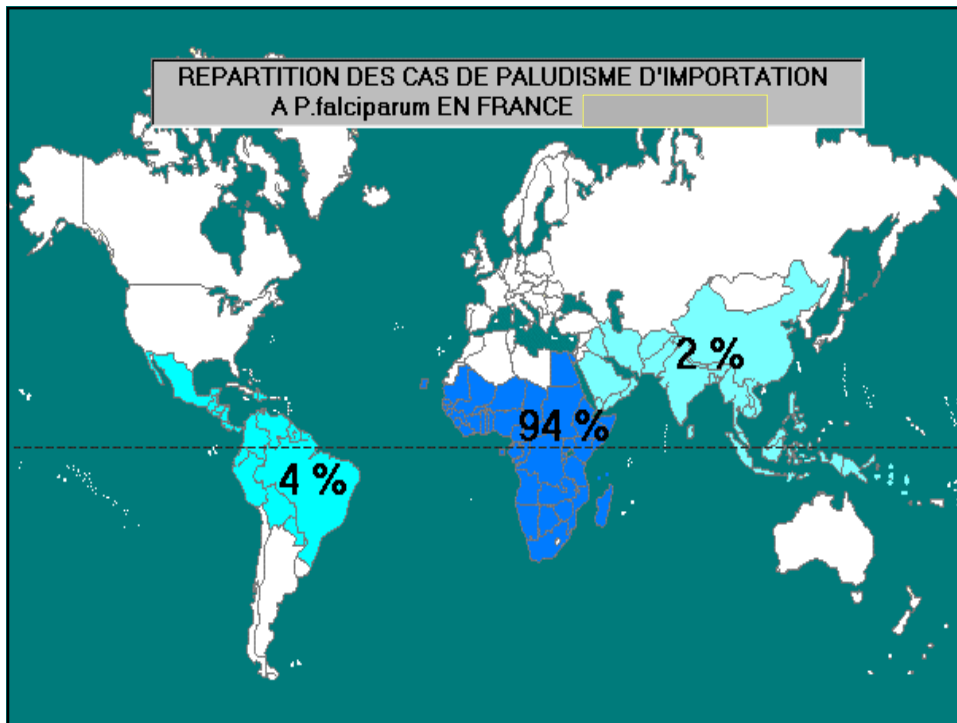 REPARTITION DES CAS DE PALUDISME D'IMPORTATION
A P.falciparum EN FRANCE
2 %
94 %
4 %